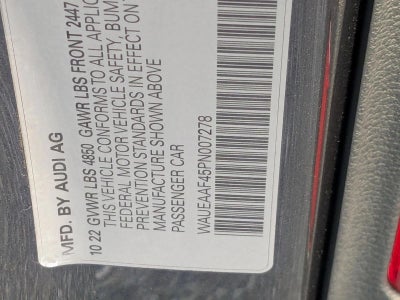 MFD. BY AUDI AG
10 22 GVWR LBS 4850 GAWR LBS FRONT 2447
THIS VEHICLE CONFORMS TO ALL APPLIC
FEDERAL MOTOR VEHICLE SAFETY, BUM
PREVENTION STANDARDS IN EFFECT ON
MANUFACTURE SHOWN ABOVE
PASSENGER CAR
WAUEAAF45PN007278